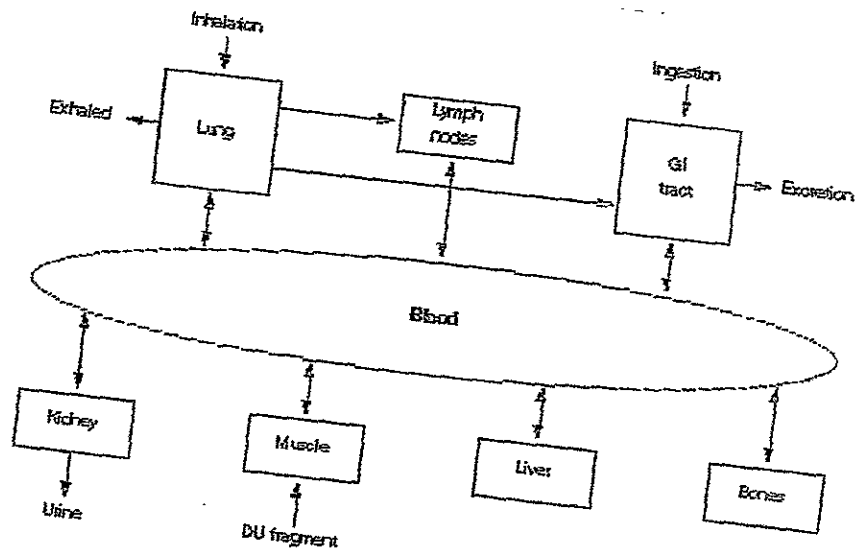 Inhalation
Ingestion
Exhaled
Lung
Lymph
nodes
GI
tract
Excretion
Blood
Kidney
Muscle
Liver
Bones
Urine
DU fragment